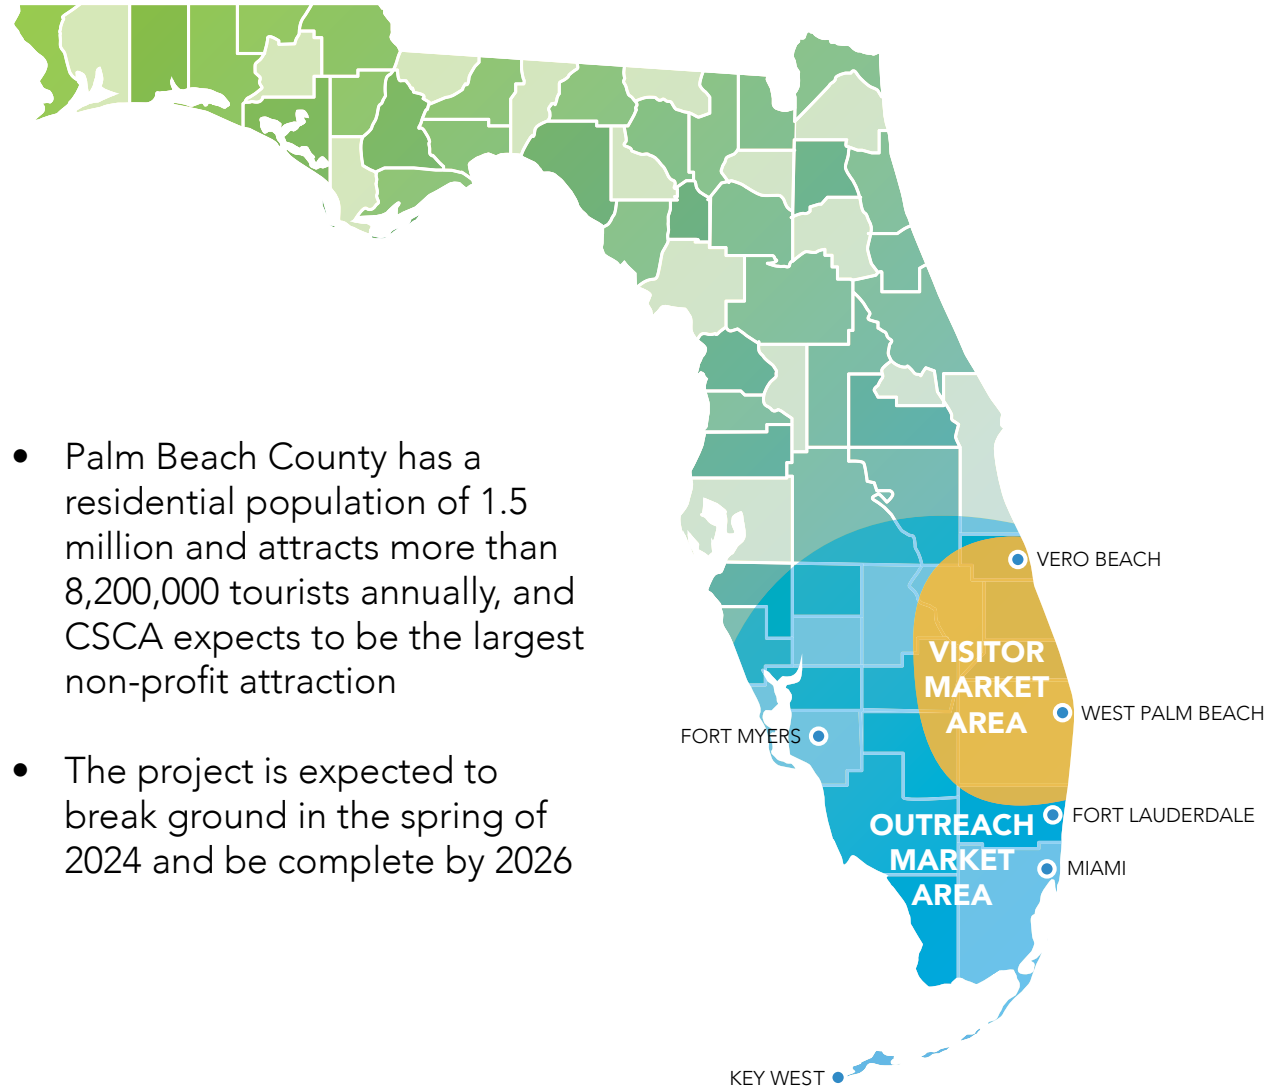 • Palm Beach County has a
residential population of 1.5
million and attracts more than
8,200,000 tourists annually, and
CSCA expects to be the largest
non-profit attraction
• The project is expected to
break ground in the spring of
2024 and be complete by 2026
VERO BEACH
VISITOR
MARKET
AREA
WEST PALM BEACH
FORT MYERS
FORT LAUDERDALE
OUTREACH
MARKET
AREA
MIAMI
KEY WEST